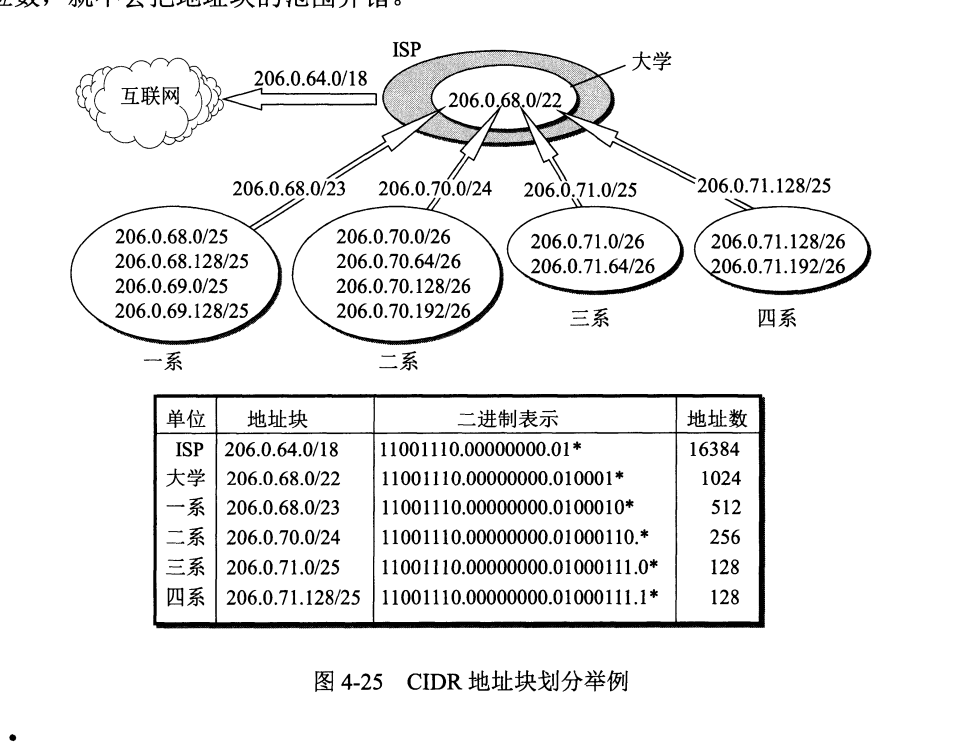 ISP
大学
206.0.64.0/18
互联网
206.0.68.0/22
206.0.68.0/23
206.0.70.0/24
206.0.71.0/25
206.0.71.128/25
206.0.68.0/25
206.0.68.128/25
206.0.69.0/25
206.0.69.128/25
206.0.70.0/26
206.0.70.64/26
206.0.70.128/26
206.0.70.192/26
206.0.71.0/26
206.0.71.64/26
206.0.71.128/26
206.0.71.192/26
一系
二系
三系
四系
单位 地址块 二进制表示 地址数
ISP 206.0.64.0/18 11001110.00000000.01* 16384
大学 206.0.68.0/22 11001110.00000000.010001* 1024
一系 206.0.68.0/23 11001110.00000000.0100010* 512
二系 206.0.70.0/24 11001110.00000000.01000110.* 256
三系 206.0.71.0/25 11001110.00000000.01000111.0* 128
四系 206.0.71.128/25 11001110.00000000.01000111.1* 128
图 4-25 CIDR 地址块划分举例